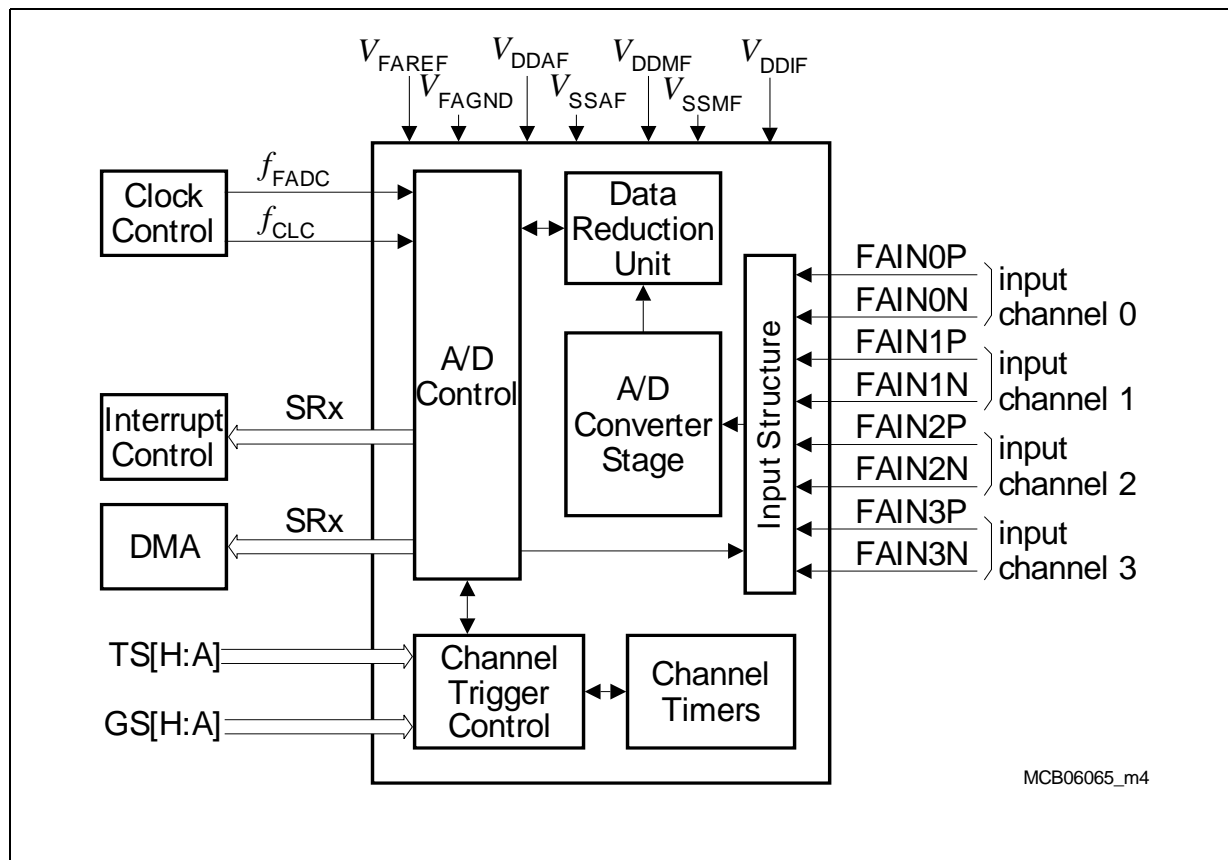 VFAREF
VDDAF
VDDMF
VDDIF
VFAGND
VSSAF
VSSMF
Clock
Control
fFADC
fCLC
A/D
Control
Data
Reduction
Unit
A/D
Converter
Stage
Input Structure
FAIN0P
FAIN0N
input
channel 0
FAIN1P
FAIN1N
input
channel 1
FAIN2P
FAIN2N
input
channel 2
FAIN3P
FAIN3N
input
channel 3
Interrupt
Control
SRx
DMA
SRx
TS[H:A]
GS[H:A]
Channel
Trigger
Control
Channel
Timers
MCB06065_m4